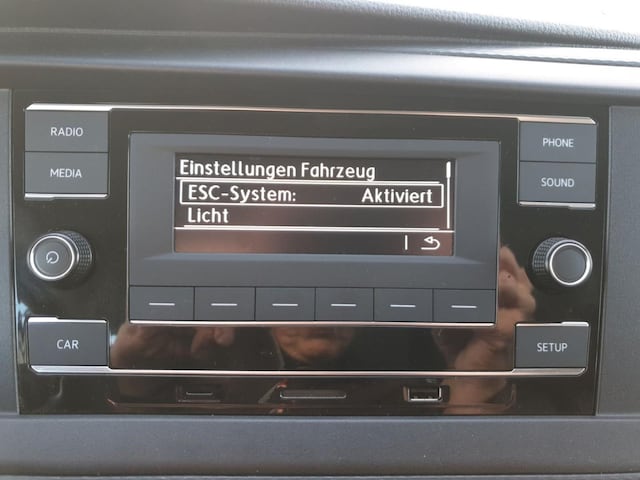 RADIO
MEDIA
PHONE
SOUND
Einstellungen Fahrzeug
ESC-System: Aktiviert
Licht
CAR
SETUP